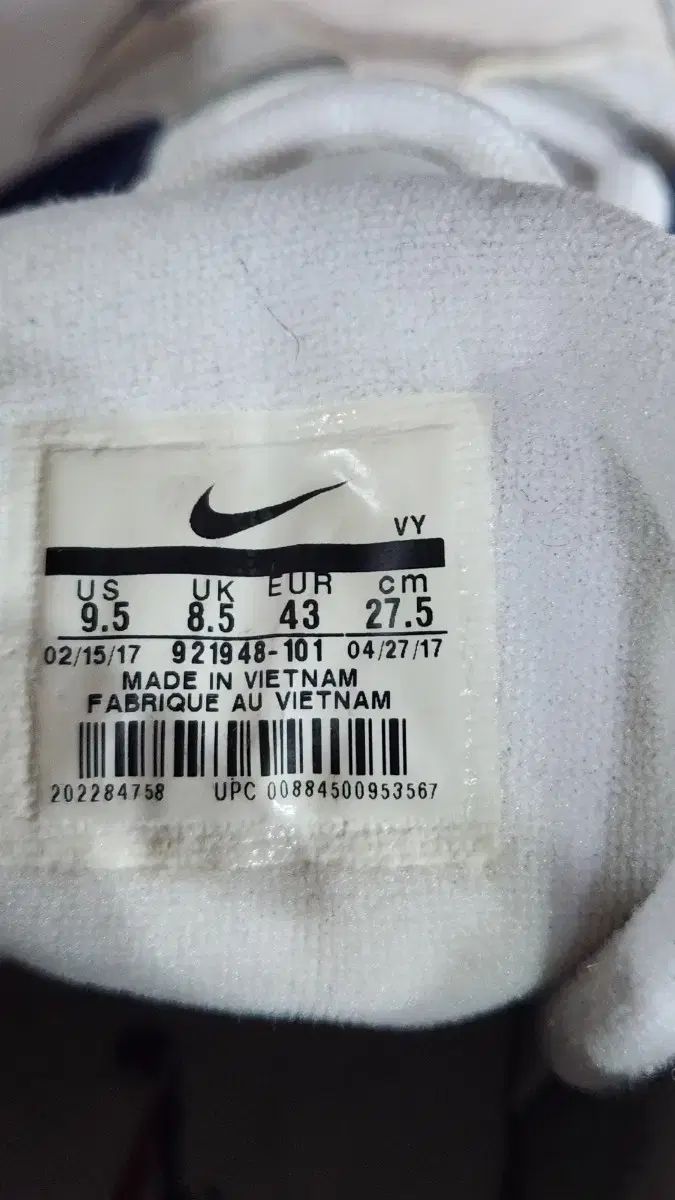 VY
US UK EUR cm
9.5 8.5 43 27.5
02/15/17 921948-101 04/27/17
MADE IN VIETNAM
FABRIQUE AU VIETNAM
202284758 UPC 00884500953567